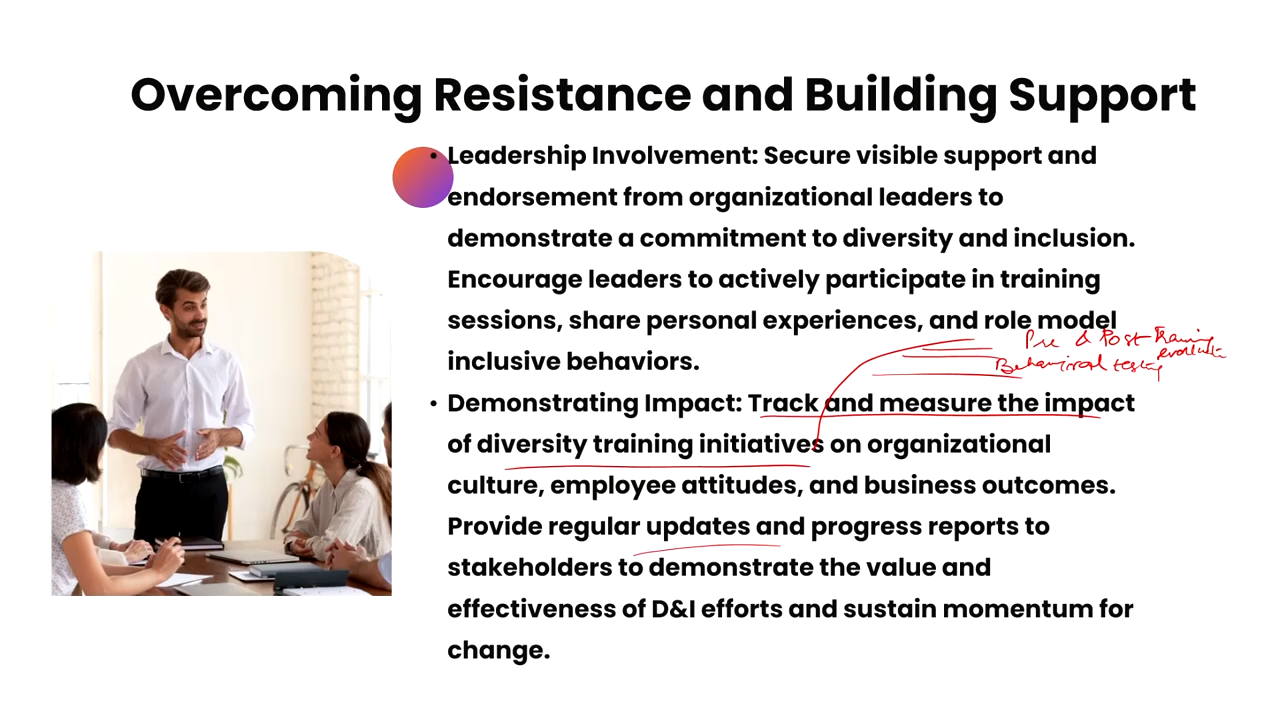 Overcoming Resistance and Building Support
• Leadership Involvement: Secure visible support and
endorsement from organizational leaders to
demonstrate a commitment to diversity and inclusion.
Encourage leaders to actively participate in training
sessions, share personal experiences, and role model
inclusive behaviors.
Pre & Post Training
evaluation
Behavioral testing
• Demonstrating Impact: Track and measure the impact
of diversity training initiatives on organizational
culture, employee attitudes, and business outcomes.
Provide regular updates and progress reports to
stakeholders to demonstrate the value and
effectiveness of D&I efforts and sustain momentum for
change.